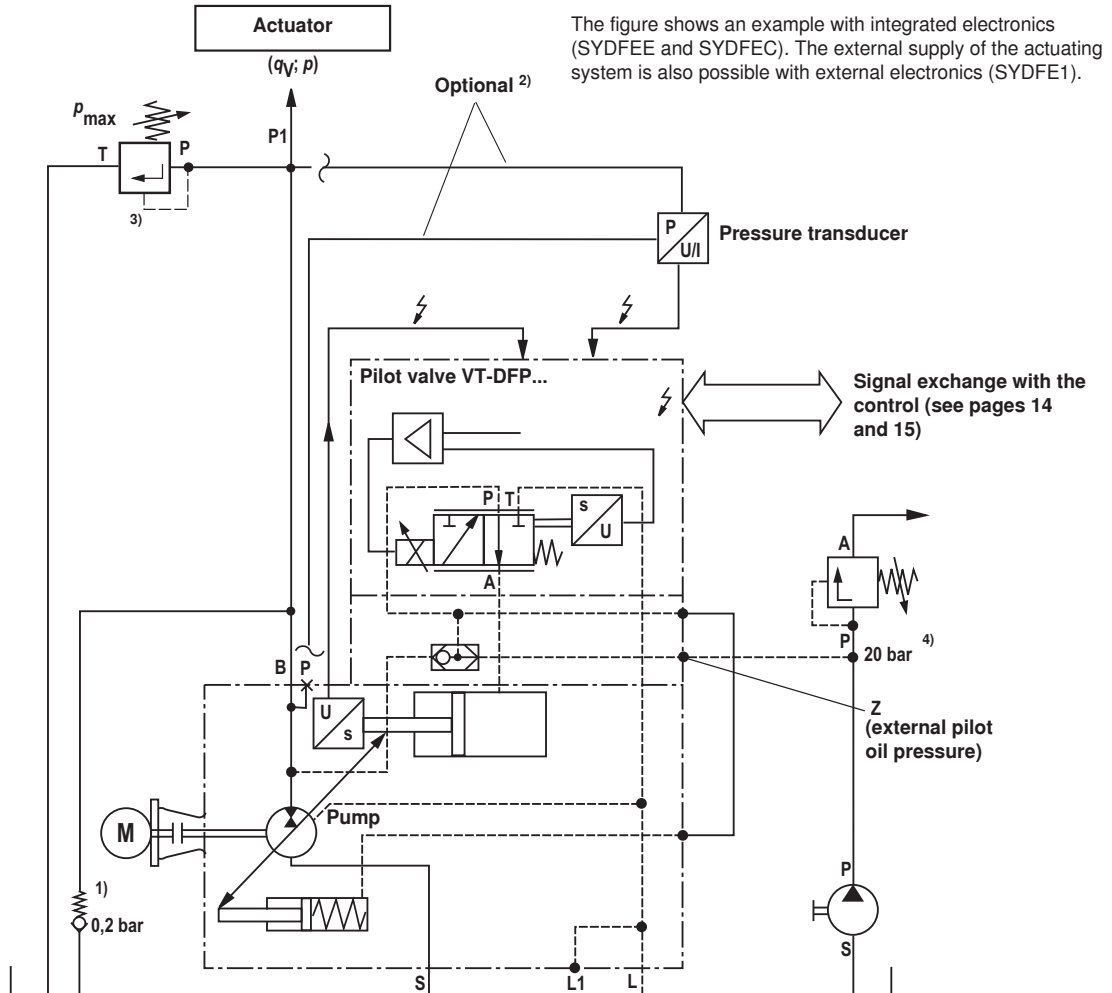 Actuator
(qV; p)
The figure shows an example with integrated electronics
(SYDFEE and SYDFEC). The external supply of the actuating
system is also possible with external electronics (SYDFE1).
Optional 2)
pmax
T
P
P1
3)
P
U/I
Pressure transducer
Pilot valve VT-DFP...
Signal exchange with the
control (see pages 14
and 15)
P T
s
U
A
A
P
20 bar 4)
B P
U
s
Z
(external pilot
oil pressure)
Pump
M
1)
0,2 bar
P
S
S
L1
L